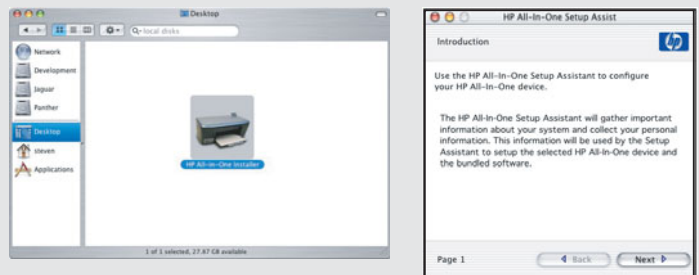 Desktop
local disks
Network
Development
Jaguar
Panther
Desktop
steven
Applications
HP All-in-One Installer
1 of 1 selected, 27.47 GB available
HP All-In-One Setup Assist
Introduction
hp
Use the HP All-In-One Setup Assistant to configure
your HP All-In-One device.
The HP All-In-One Setup Assistant will gather important
information about your system and collect your personal
information. This information will be used by the Setup
Assistant to setup the selected HP All-In-One device and
the bundled software.
Page 1
Back
Next